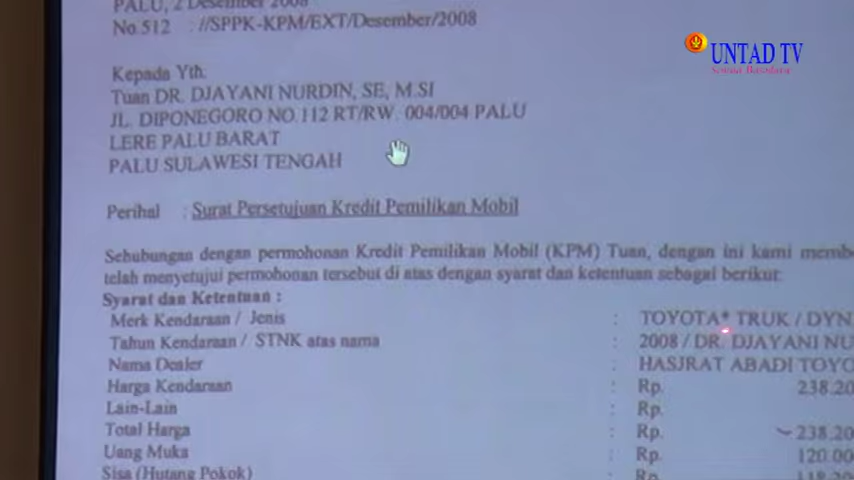 PALU, 2 Desember 2008
No.512 : //SPPK-KPM/EXT/Desember/2008
UNTAD TV
Kepada Yth.
Tuan DR. DJAYANI NURDIN, SE, M.SI
JL. DIPONEGORO NO.112 RT/RW. 004/004 PALU
LERE PALU BARAT
PALU SULAWESI TENGAH
Perihal : Surat Persetujuan Kredit Pemilikan Mobil
Sehubungan dengan permohonan Kredit Pemilikan Mobil (KPM) Tuan, dengan ini kami membe
telah menyetujui permohonan tersebut di atas dengan syarat dan ketentuan sebagai berikut:
Syarat dan Ketentuan :
Merk Kendaraan / Jenis : TOYOTA* TRUK / DYN
Tahun Kendaraan / STNK atas nama : 2008 / DR. DJAYANI NU
Nama Dealer : HASJRAT ABADI TOYO
Harga Kendaraan : Rp. 238.20
Lain-Lain : Rp.
Total Harga : Rp. 238.20
Uang Muka : Rp. 120.00
Sisa (Hutang Pokok) : Rp. 118.20